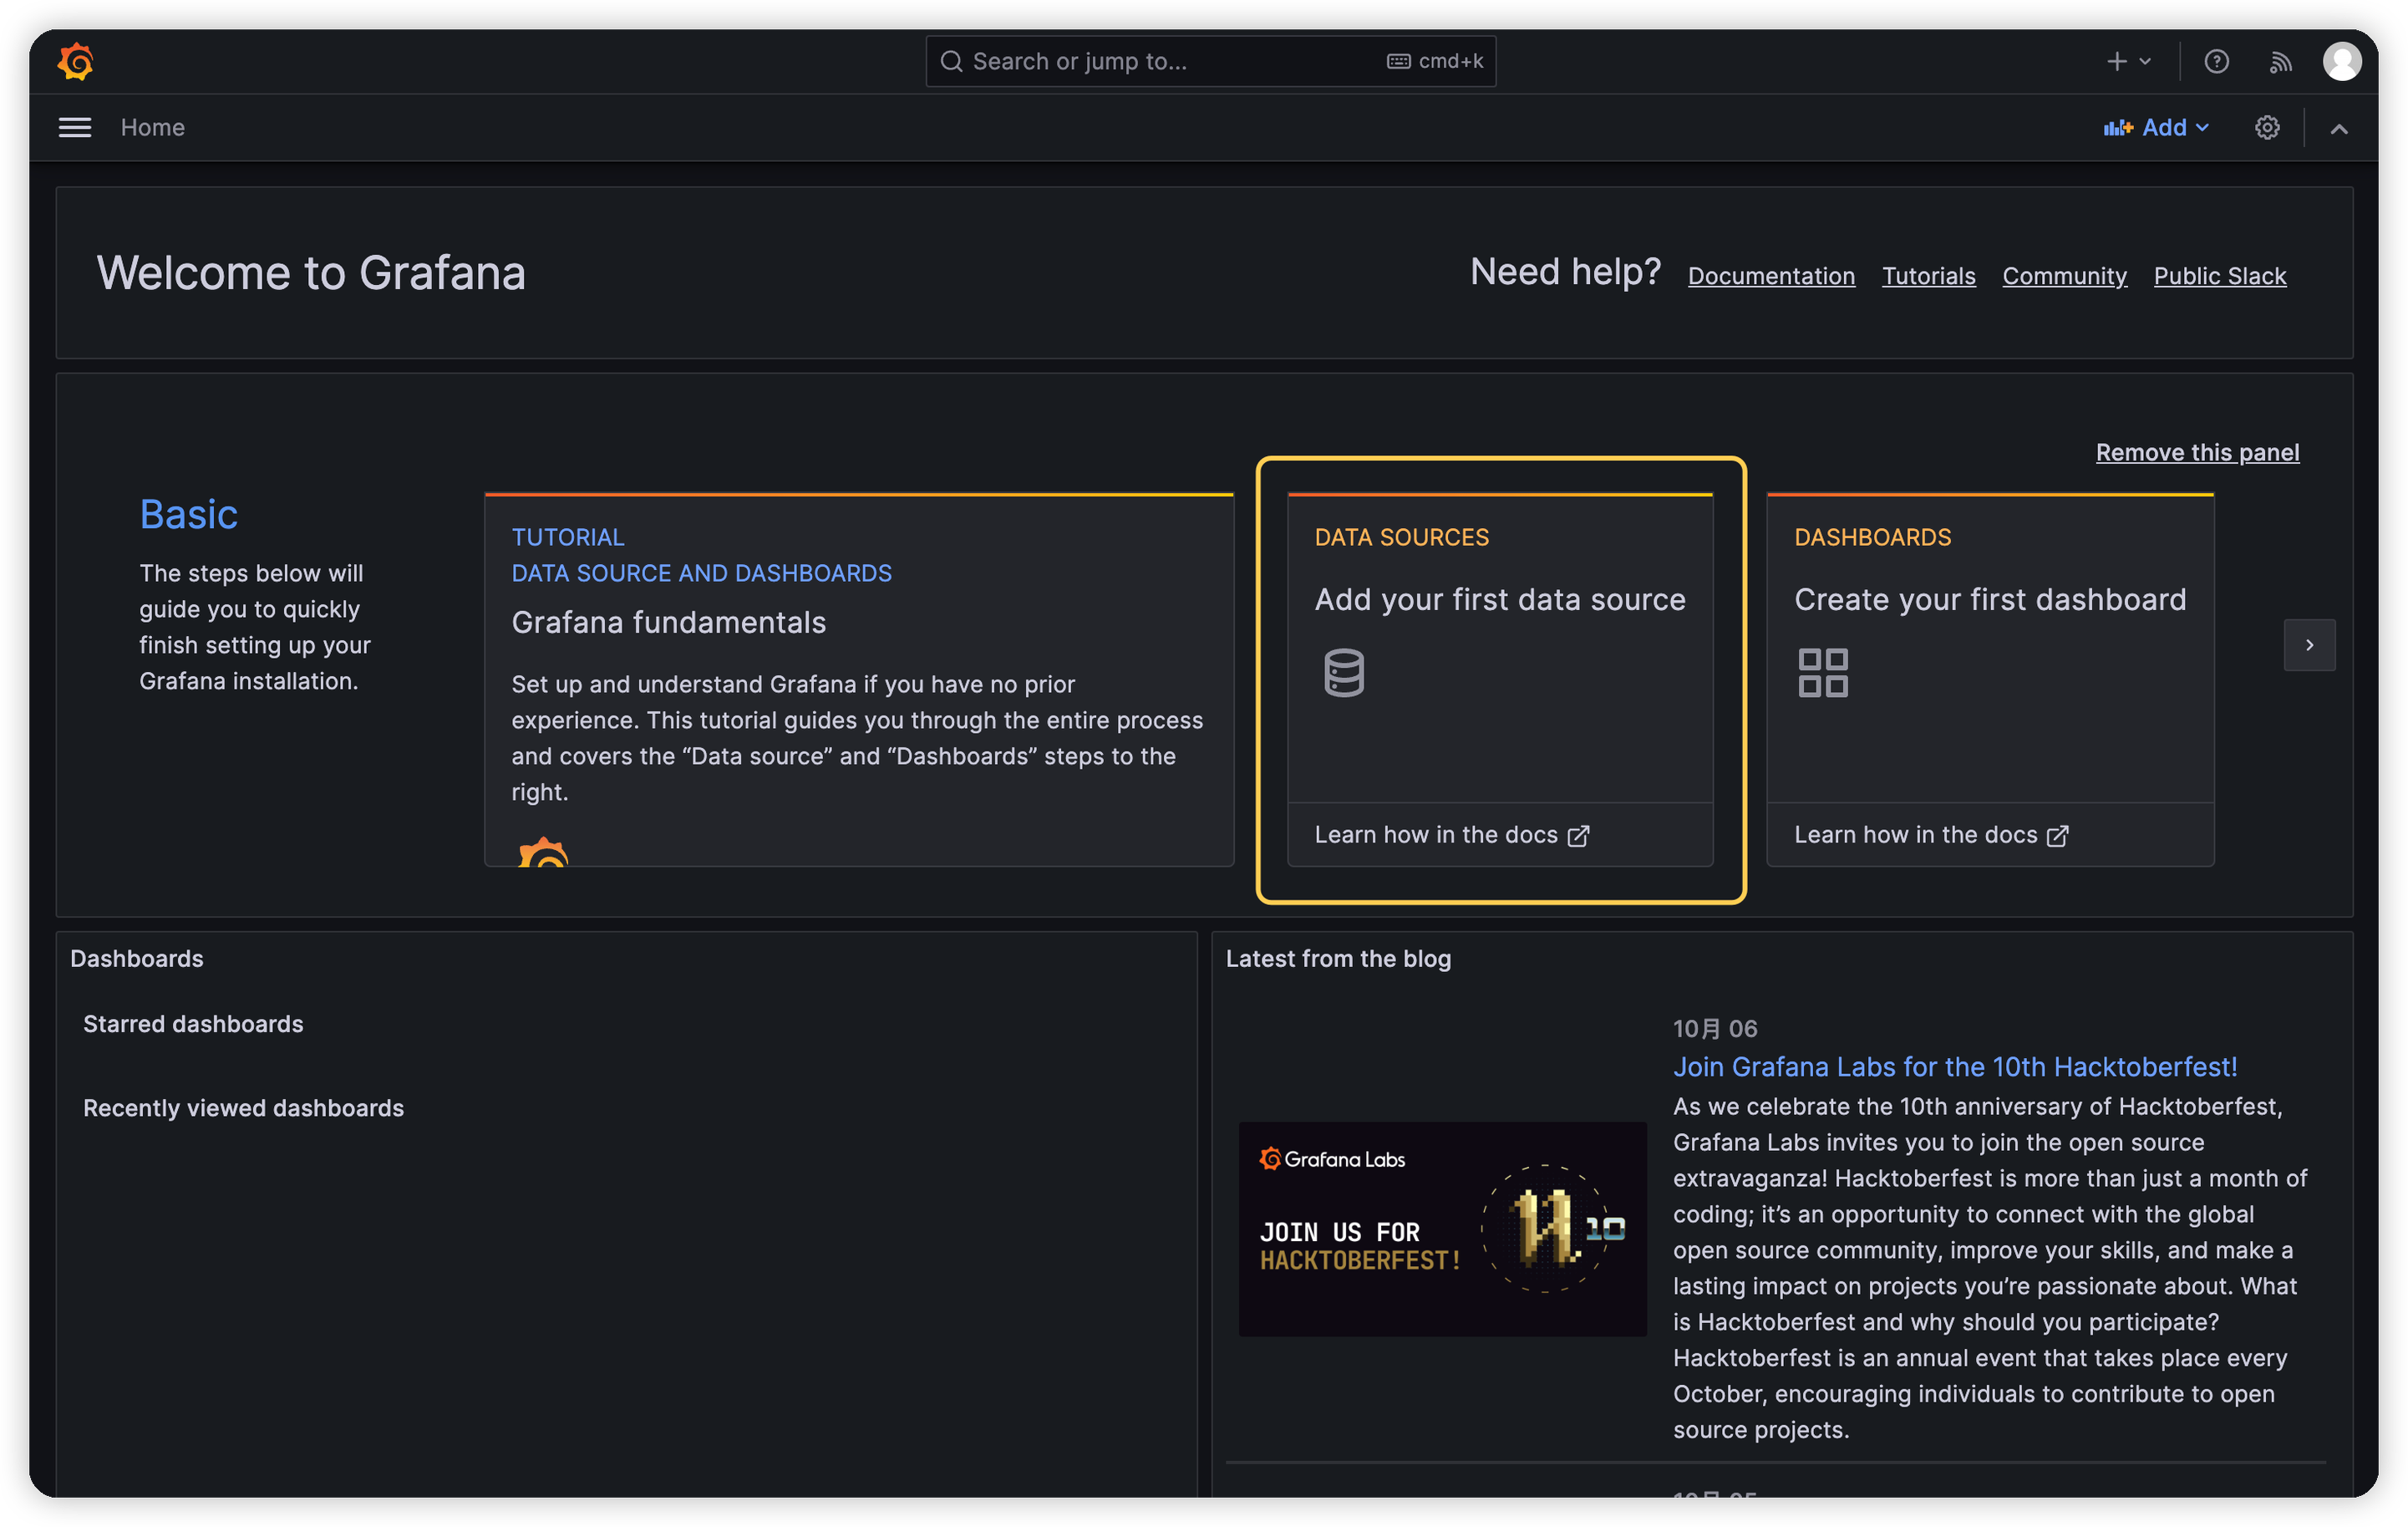 Search or jump to...
cmd+k
Home
Add
Welcome to Grafana
Need help?
Documentation
Tutorials
Community
Public Slack
Remove this panel
Basic
The steps below will
guide you to quickly
finish setting up your
Grafana installation.
TUTORIAL
DATA SOURCE AND DASHBOARDS
Grafana fundamentals
Set up and understand Grafana if you have no prior
experience. This tutorial guides you through the entire process
and covers the “Data source” and “Dashboards” steps to the
right.
DATA SOURCES
Add your first data source
Learn how in the docs
DASHBOARDS
Create your first dashboard
Learn how in the docs
Dashboards
Starred dashboards
Recently viewed dashboards
Latest from the blog
Grafana Labs
JOIN US FOR
HACKTOBERFEST!
10
10月 06
Join Grafana Labs for the 10th Hacktoberfest!
As we celebrate the 10th anniversary of Hacktoberfest,
Grafana Labs invites you to join the open source
extravaganza! Hacktoberfest is more than just a month of
coding; it’s an opportunity to connect with the global
open source community, improve your skills, and make a
lasting impact on projects you’re passionate about. What
is Hacktoberfest and why should you participate?
Hacktoberfest is an annual event that takes place every
October, encouraging individuals to contribute to open
source projects.